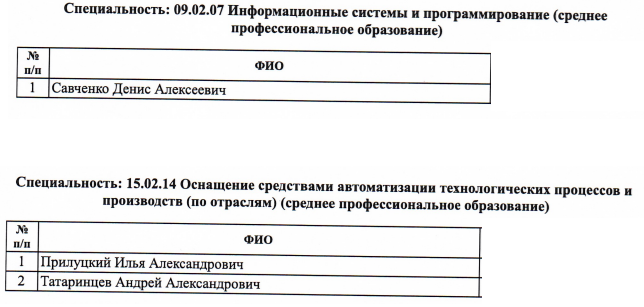 Специальность: 09.02.07 Информационные системы и программирование (среднее
профессиональное образование)
№
п/п
ФИО
1 Савченко Денис Алексеевич
Специальность: 15.02.14 Оснащение средствами автоматизации технологических процессов и
производств (по отраслям) (среднее профессиональное образование)
№
п/п
ФИО
1 Прилуцкий Илья Александрович
2 Татаринцев Андрей Александрович